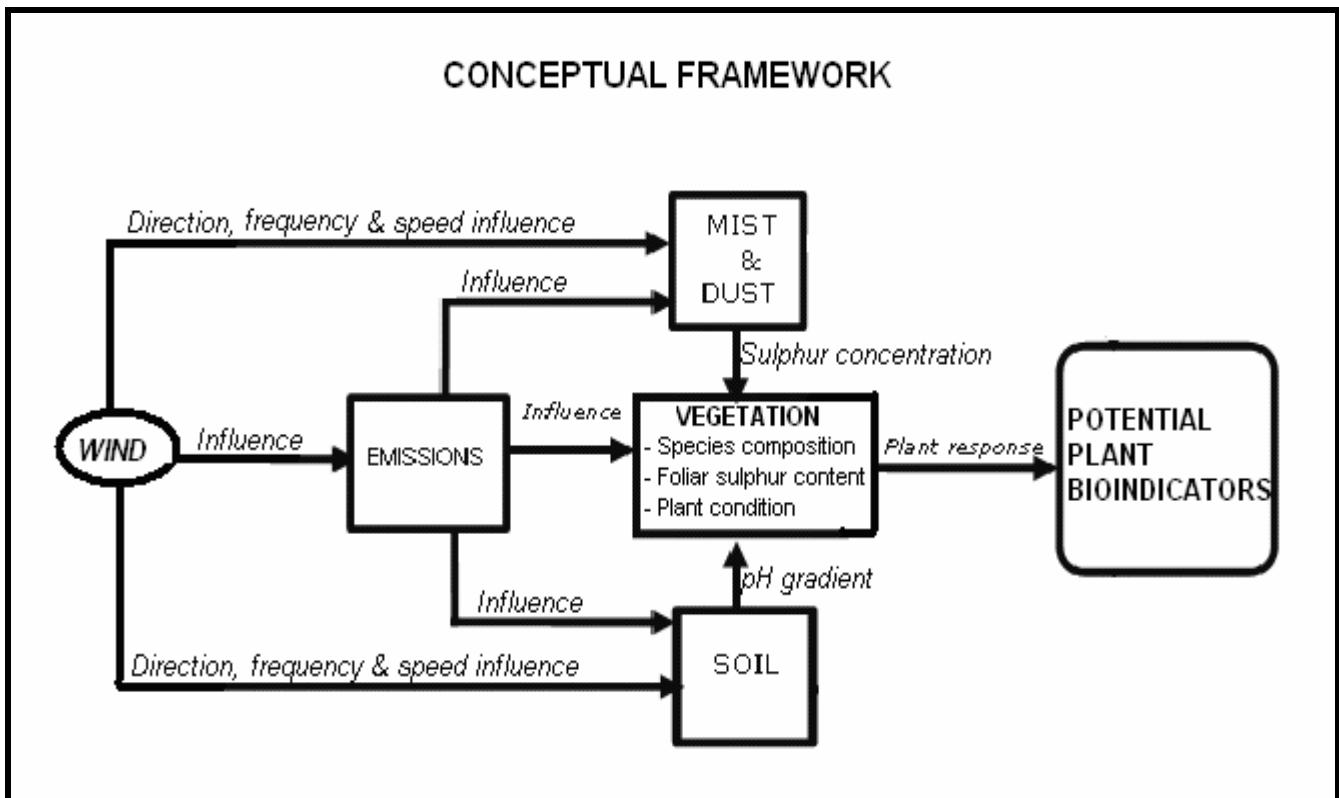 CONCEPTUAL FRAMEWORK
Direction, frequency & speed influence
MIST
&
DUST
Influence
Sulphur concentration
WIND
Influence
EMISSIONS
Influence
VEGETATION
- Species composition
- Foliar sulphur content
- Plant condition
Plant response
POTENTIAL
PLANT
BIOINDICATORS
pH gradient
Influence
Direction, frequency & speed influence
SOIL